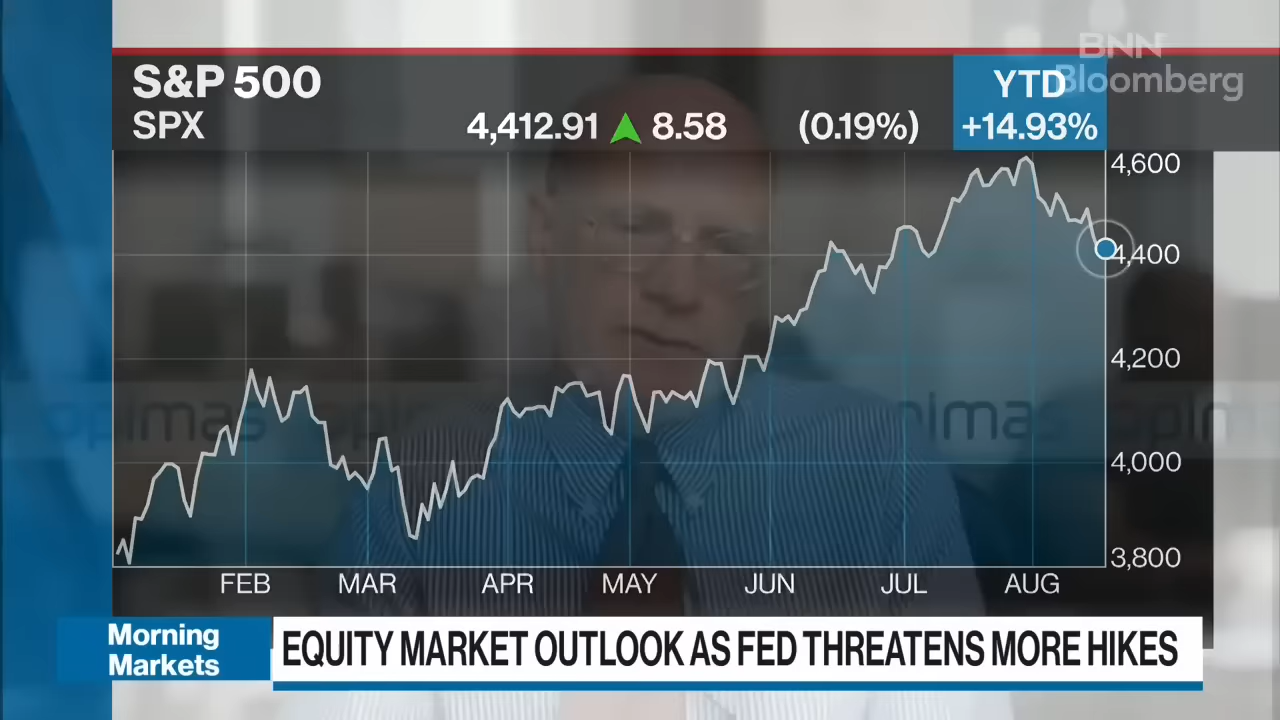 BNN
Bloomberg
S&P 500
SPX
4,412.91 8.58 (0.19%)
YTD
+14.93%
4,600
4,400
4,200
4,000
3,800
FEB MAR APR MAY JUN JUL AUG
opimas
Morning
Markets
EQUITY MARKET OUTLOOK AS FED THREATENS MORE HIKES